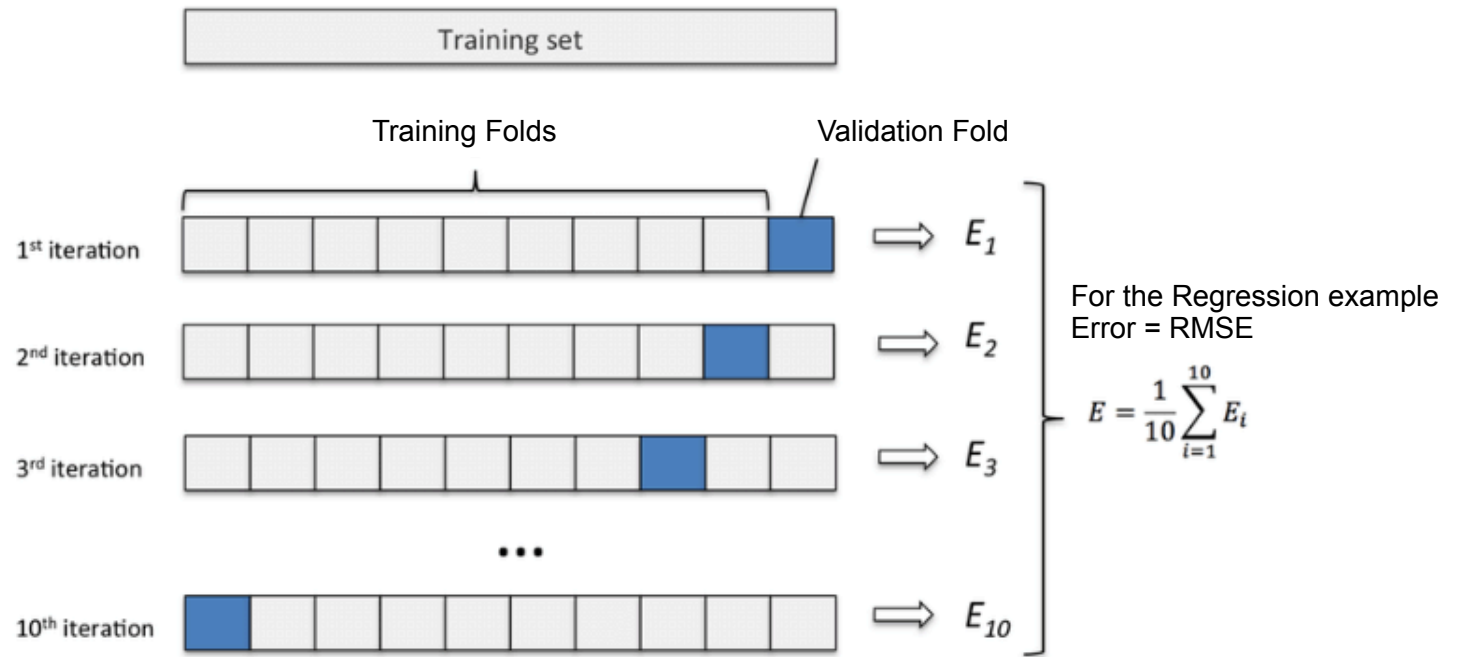 Training set
Training Folds
Validation Fold
1st iteration
E1
2nd iteration
E2
3rd iteration
E3
...
10th iteration
E10
For the Regression example
Error = RMSE
E = 1/10 ∑_{i=1}^{10} E_i